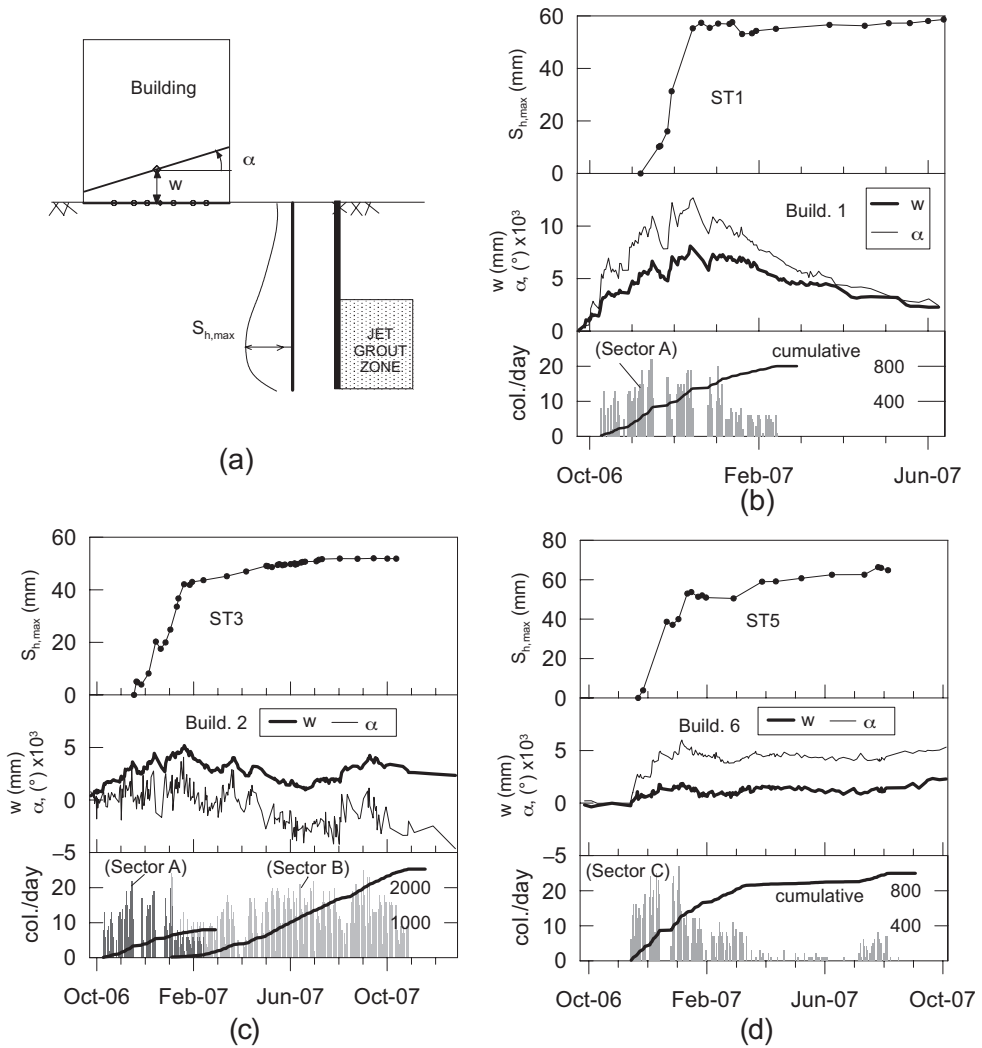 Building
α
w
S h,max
JET
GROUT
ZONE
(a)
60
40
20
0
S h,max (mm)
ST1
10
5
0
w (mm)
α, (°) x10³
Build. 1
w
α
20
10
0
col./day
(Sector A)
cumulative
800
400
Oct-06 Feb-07 Jun-07
(b)
60
40
20
0
S h,max (mm)
ST3
5
0
−5
w (mm)
α, (°) x10³
Build. 2
w α
30
20
10
0
col./day
(Sector A)
(Sector B)
2000
1000
Oct-06 Feb-07 Jun-07 Oct-07
(c)
80
60
40
20
0
S h,max (mm)
ST5
5
0
−5
w (mm)
α, (°) x10³
Build. 6
w α
20
10
0
col./day
(Sector C)
cumulative
800
400
Oct-06 Feb-07 Jun-07 Oct-07
(d)